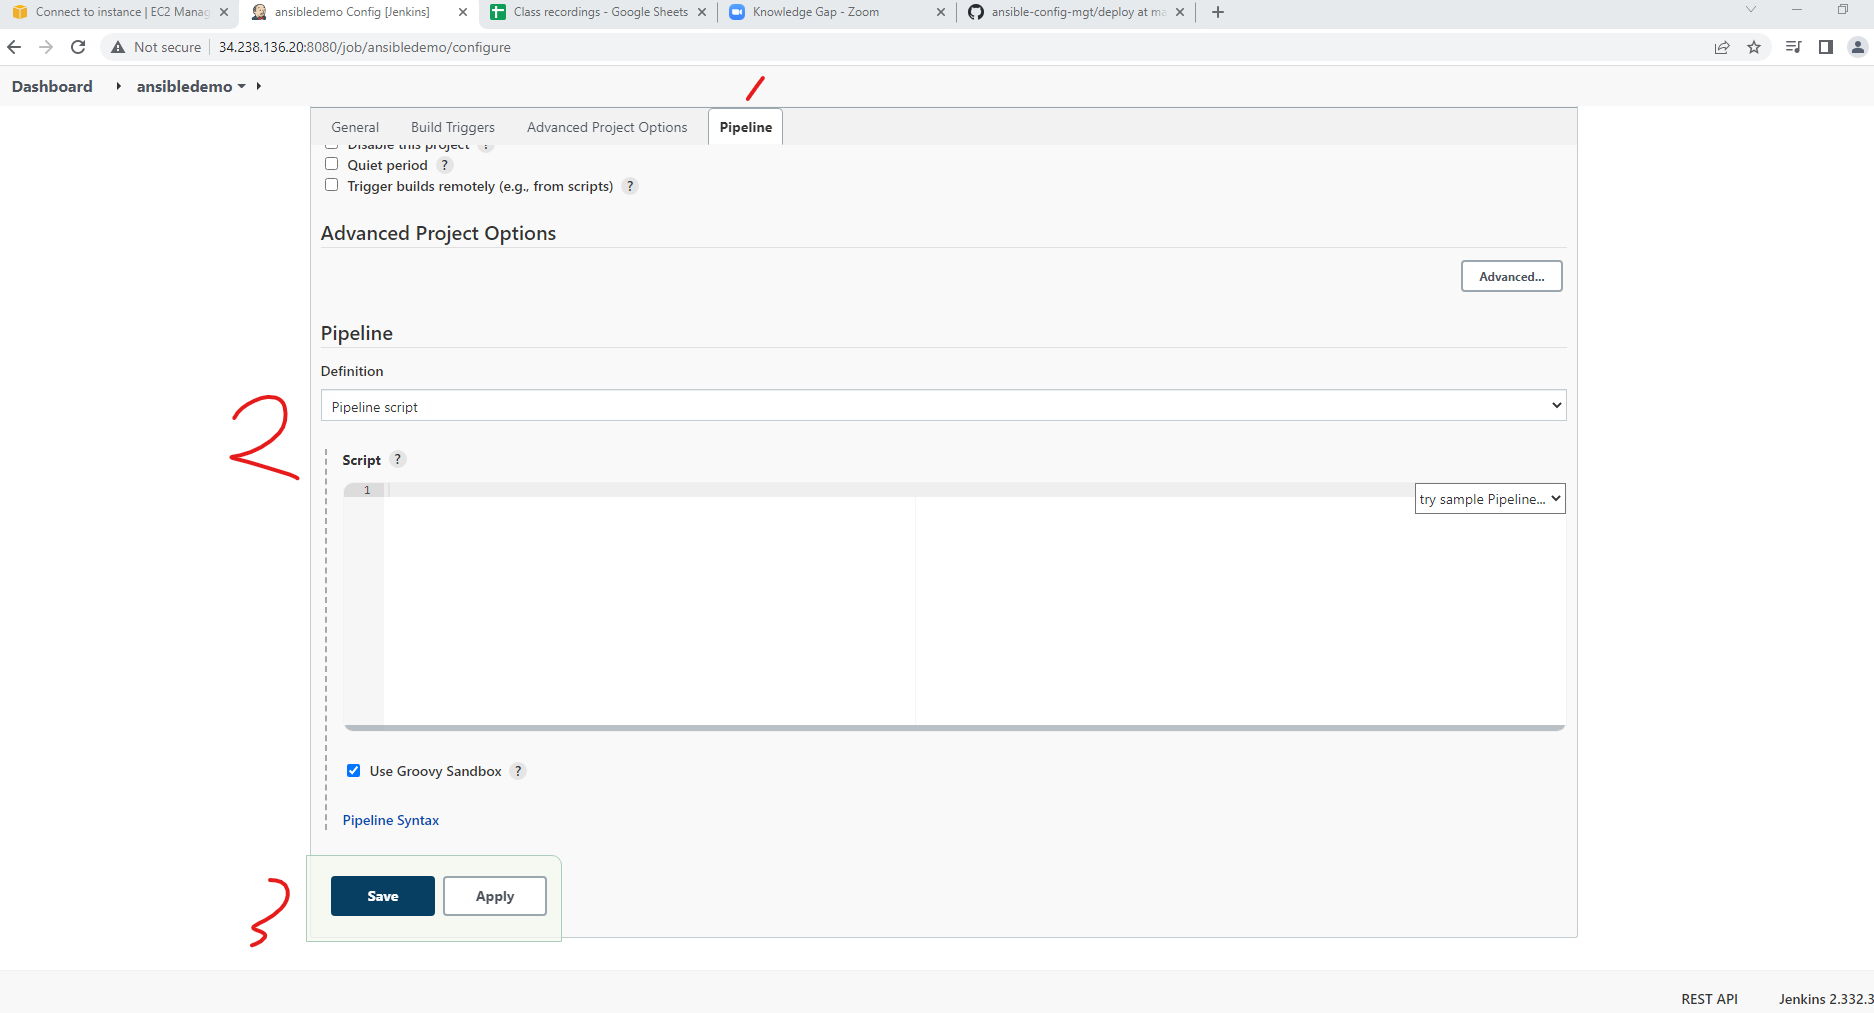 Connect to instance | EC2 Manag
ansibledemo Config [Jenkins]
Class recordings - Google Sheets
Knowledge Gap - Zoom
ansible-config-mgt/deploy at ma
Not secure
34.238.136.20:8080/job/ansibledemo/configure
Dashboard
ansibledemo
1
General
Build Triggers
Advanced Project Options
Pipeline
Disable this project ?
Quiet period ?
Trigger builds remotely (e.g., from scripts) ?
Advanced Project Options
Advanced...
Pipeline
Definition
Pipeline script
2
Script ?
1
try sample Pipeline...
Use Groovy Sandbox ?
Pipeline Syntax
3
Save
Apply
REST API
Jenkins 2.332.3